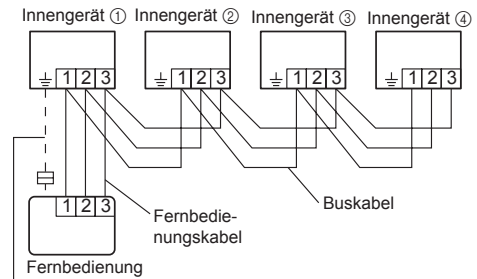 Innengerät ① Innengerät ② Innengerät ③ Innengerät ④
1 2 3 1 2 3 1 2 3 1 2 3
1 2 3
Fernbedie-
nungskabel
Buskabel
Fernbedienung